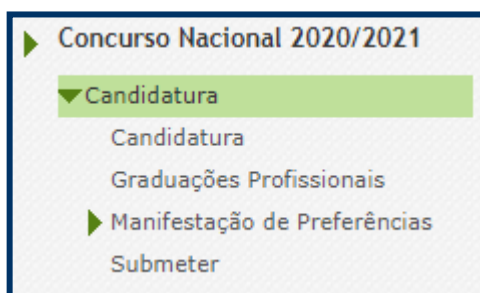 Concurso Nacional 2020/2021
Candidatura
Candidatura
Graduações Profissionais
Manifestação de Preferências
Submeter